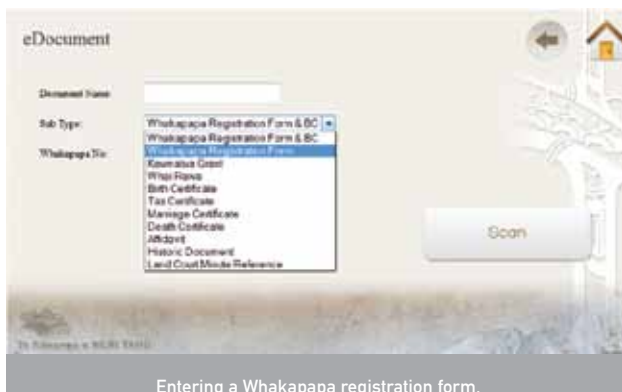 eDocument
Document Name
Sub Type:
Whakapapa Registration Form & BC
Whakapapa Registration Form & BC
Whakapapa Registration Form
Kaumatua Grant
Whai Rawa
Birth Certificate
Tax Certificate
Marriage Certificate
Death Certificate
Affidavit
Historic Document
Land Court Minute Reference
Whakapapa No
Scan
Entering a Whakapapa registration form.